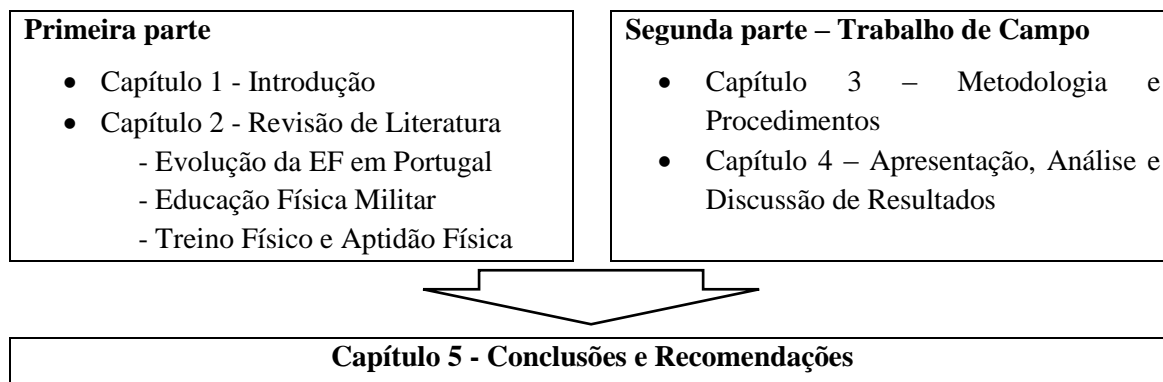 Primeira parte
• Capítulo 1 - Introdução
• Capítulo 2 - Revisão de Literatura
- Evolução da EF em Portugal
- Educação Física Militar
- Treino Físico e Aptidão Física
Segunda parte – Trabalho de Campo
• Capítulo 3 – Metodologia e
Procedimentos
• Capítulo 4 – Apresentação, Análise e
Discussão de Resultados
Capítulo 5 - Conclusões e Recomendações